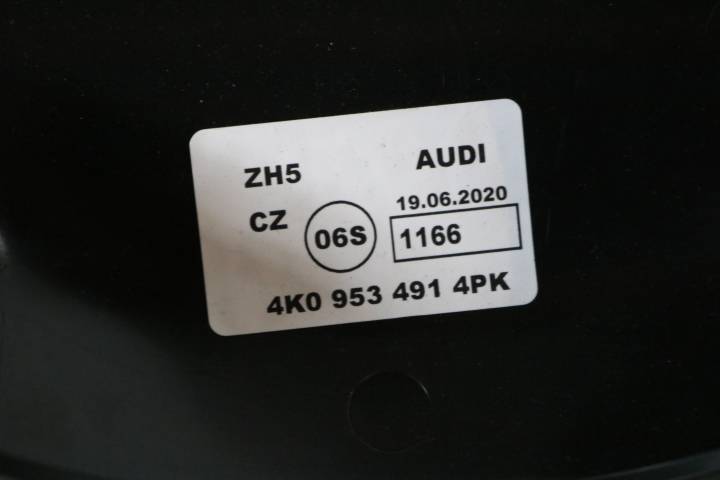 ZH5 AUDI
CZ 06S 19.06.2020
1166
4K0 953 491 4PK